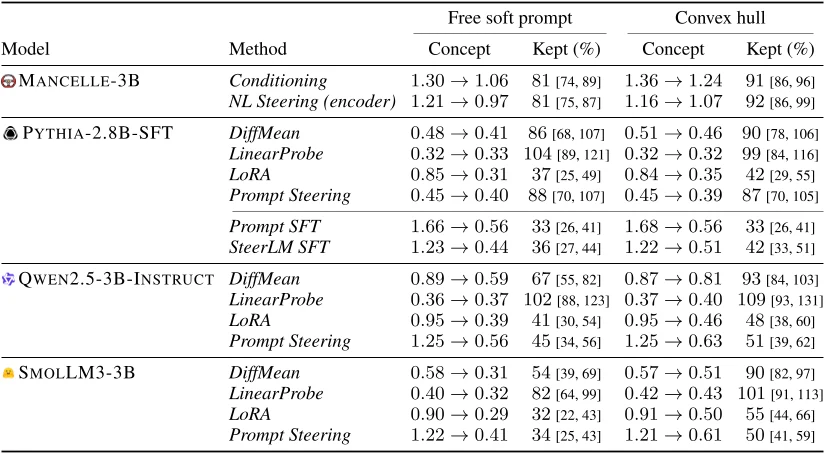 Free soft prompt Convex hull
Model Method Concept Kept (%) Concept Kept (%)
MANCELLE-3B Conditioning 1.30 → 1.06 81 [74, 89] 1.36 → 1.24 91 [86, 96]
NL Steering (encoder) 1.21 → 0.97 81 [75, 87] 1.16 → 1.07 92 [86, 99]
PYTHIA-2.8B-SFT DiffMean 0.48 → 0.41 86 [68, 107] 0.51 → 0.46 90 [78, 106]
LinearProbe 0.32 → 0.33 104 [89, 121] 0.32 → 0.32 99 [84, 116]
LoRA 0.85 → 0.31 37 [25, 49] 0.84 → 0.35 42 [29, 55]
Prompt Steering 0.45 → 0.40 88 [70, 107] 0.45 → 0.39 87 [70, 105]
Prompt SFT 1.66 → 0.56 33 [26, 41] 1.68 → 0.56 33 [26, 41]
SteerLM SFT 1.23 → 0.44 36 [27, 44] 1.22 → 0.51 42 [33, 51]
QWEN2.5-3B-INSTRUCT DiffMean 0.89 → 0.59 67 [55, 82] 0.87 → 0.81 93 [84, 103]
LinearProbe 0.36 → 0.37 102 [88, 123] 0.37 → 0.40 109 [93, 131]
LoRA 0.95 → 0.39 41 [30, 54] 0.95 → 0.46 48 [38, 60]
Prompt Steering 1.25 → 0.56 45 [34, 56] 1.25 → 0.63 51 [39, 62]
SMOLLM3-3B DiffMean 0.58 → 0.31 54 [39, 69] 0.57 → 0.51 90 [82, 97]
LinearProbe 0.40 → 0.32 82 [64, 99] 0.42 → 0.43 101 [91, 113]
LoRA 0.90 → 0.29 32 [22, 43] 0.91 → 0.50 55 [44, 66]
Prompt Steering 1.22 → 0.41 34 [25, 43] 1.21 → 0.61 50 [41, 59]